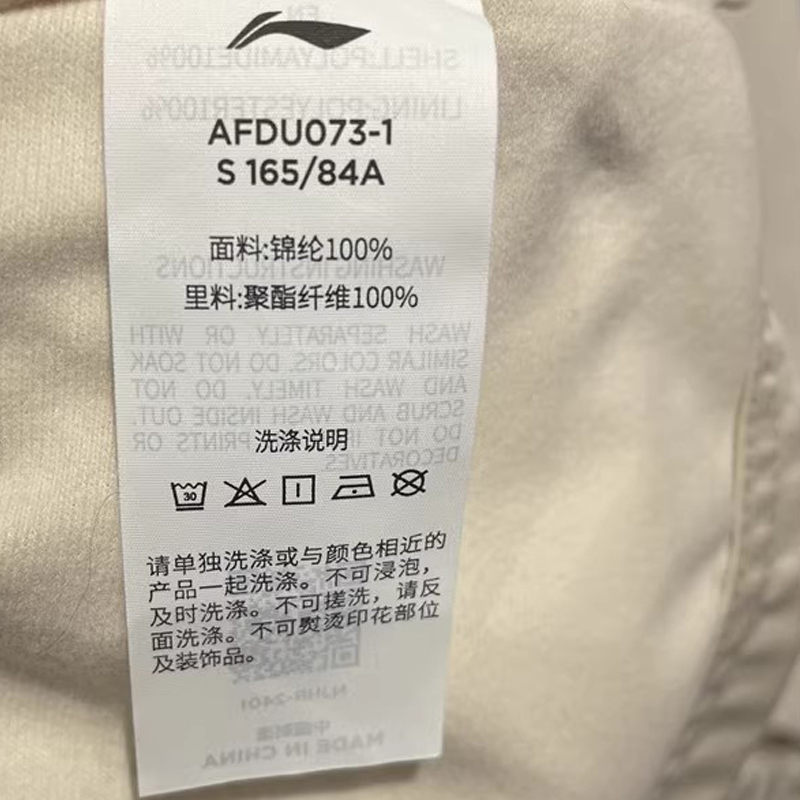 AFDU073-1
S 165/84A
面料:锦纶100%
里料:聚酯纤维100%
洗涤说明
30
请单独洗涤或与颜色相近的
产品一起洗涤。不可浸泡，
及时洗涤。不可搓洗，请反
面洗涤。不可熨烫印花部位
及装饰品。
EN
SHELL:POLYAMIDE100%
LINING:POLYESTER100%
WASHING INSTRUCTIONS
WASH SEPARATELY OR WITH
SIMILAR COLORS. DO NOT SOAK
AND WASH TIMELY. DO NOT
SCRUB AND WASH INSIDE OUT.
DO NOT IRON PRINTS OR
DECORATIVES.
NJHR-2401
中国制造
MADE IN CHINA